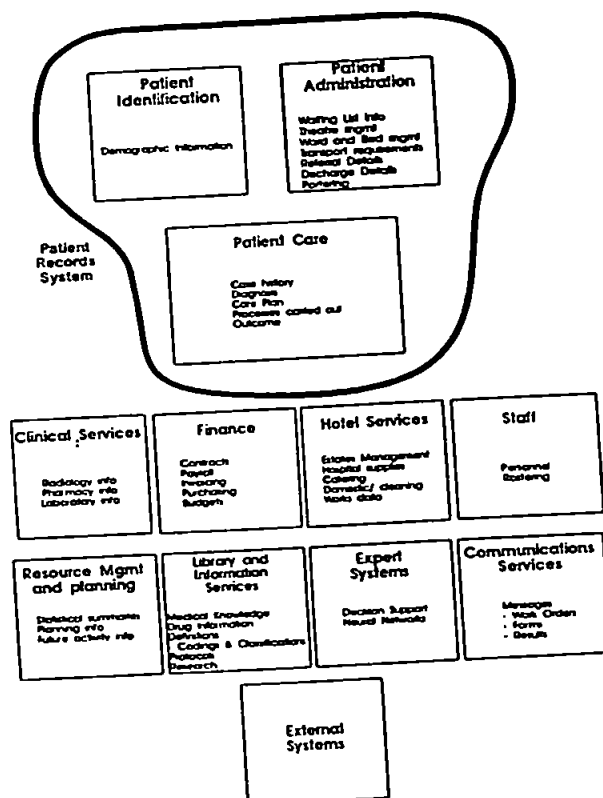 Patient
Identification
Demographic Information
Patient
Administration
Waiting List Info
Theatre mgmt
Ward and Bed mgmt
Transport requirements
Referral Details
Discharge Details
Portering
Patient
Records
System
Patient Care
Case history
Diagnosis
Care Plan
Processes carried out
Outcome
Clinical Services
Radiology info
Pharmacy info
Laboratory info
Finance
Contracts
Payroll
Invoicing
Purchasing
Budgets
Hotel Services
Estates Management
Hospital supplies
Catering
Domestic/ cleaning
Works data
Staff
Personnel
Rostering
Resource Mgmt
and planning
Statistical summaries
Planning info
Future activity info
Library and
Information
Services
Medical Knowledge
Drug Information
Definitions
Codings & Classifications
Protocols
Research
Expert
Systems
Decision Support
Neural Networks
Communications
Services
Messages
- Work Orders
- Forms
- Results
External
Systems